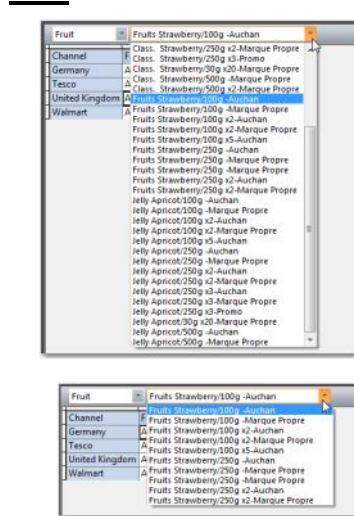 Fruit Fruits Strawberry/100g -Auchan
Class. Strawberry/250g x2-Marque Propre
Channel F Class. Strawberry/250g x3-Promo
Germany A Class. Strawberry/30g x20-Marque Propre
Tesco A Class. Strawberry/500g -Marque Propre
Class. Strawberry/500g x2-Marque Propre
United Kingdom A Fruits Strawberry/100g -Auchan
Walmart A Fruits Strawberry/100g -Marque Propre
Fruits Strawberry/100g x2-Auchan
Fruits Strawberry/100g x2-Marque Propre
Fruits Strawberry/100g x5-Auchan
Fruits Strawberry/250g -Auchan
Fruits Strawberry/250g -Marque Propre
Fruits Strawberry/250g -Marque Propre
Fruits Strawberry/250g x2-Auchan
Fruits Strawberry/250g x2-Marque Propre
Jelly Apricot/100g -Auchan
Jelly Apricot/100g -Marque Propre
Jelly Apricot/100g x2-Auchan
Jelly Apricot/100g x2-Marque Propre
Jelly Apricot/100g x5-Auchan
Jelly Apricot/250g -Auchan
Jelly Apricot/250g -Marque Propre
Jelly Apricot/250g x2-Auchan
Jelly Apricot/250g x2-Marque Propre
Jelly Apricot/250g x3-Auchan
Jelly Apricot/250g x3-Marque Propre
Jelly Apricot/250g x3-Promo
Jelly Apricot/30g x20-Marque Propre
Jelly Apricot/500g -Auchan
Jelly Apricot/500g -Marque Propre
Fruit Fruits Strawberry/100g -Auchan
Fruits Strawberry/100g -Auchan
Channel F Fruits Strawberry/100g -Marque Propre
Germany A Fruits Strawberry/100g x2-Auchan
Fruits Strawberry/100g x2-Marque Propre
Tesco A Fruits Strawberry/100g x5-Auchan
United Kingdom A Fruits Strawberry/250g -Auchan
Walmart A Fruits Strawberry/250g -Marque Propre
Fruits Strawberry/250g -Marque Propre
Fruits Strawberry/250g x2-Auchan
Fruits Strawberry/250g x2-Marque Propre